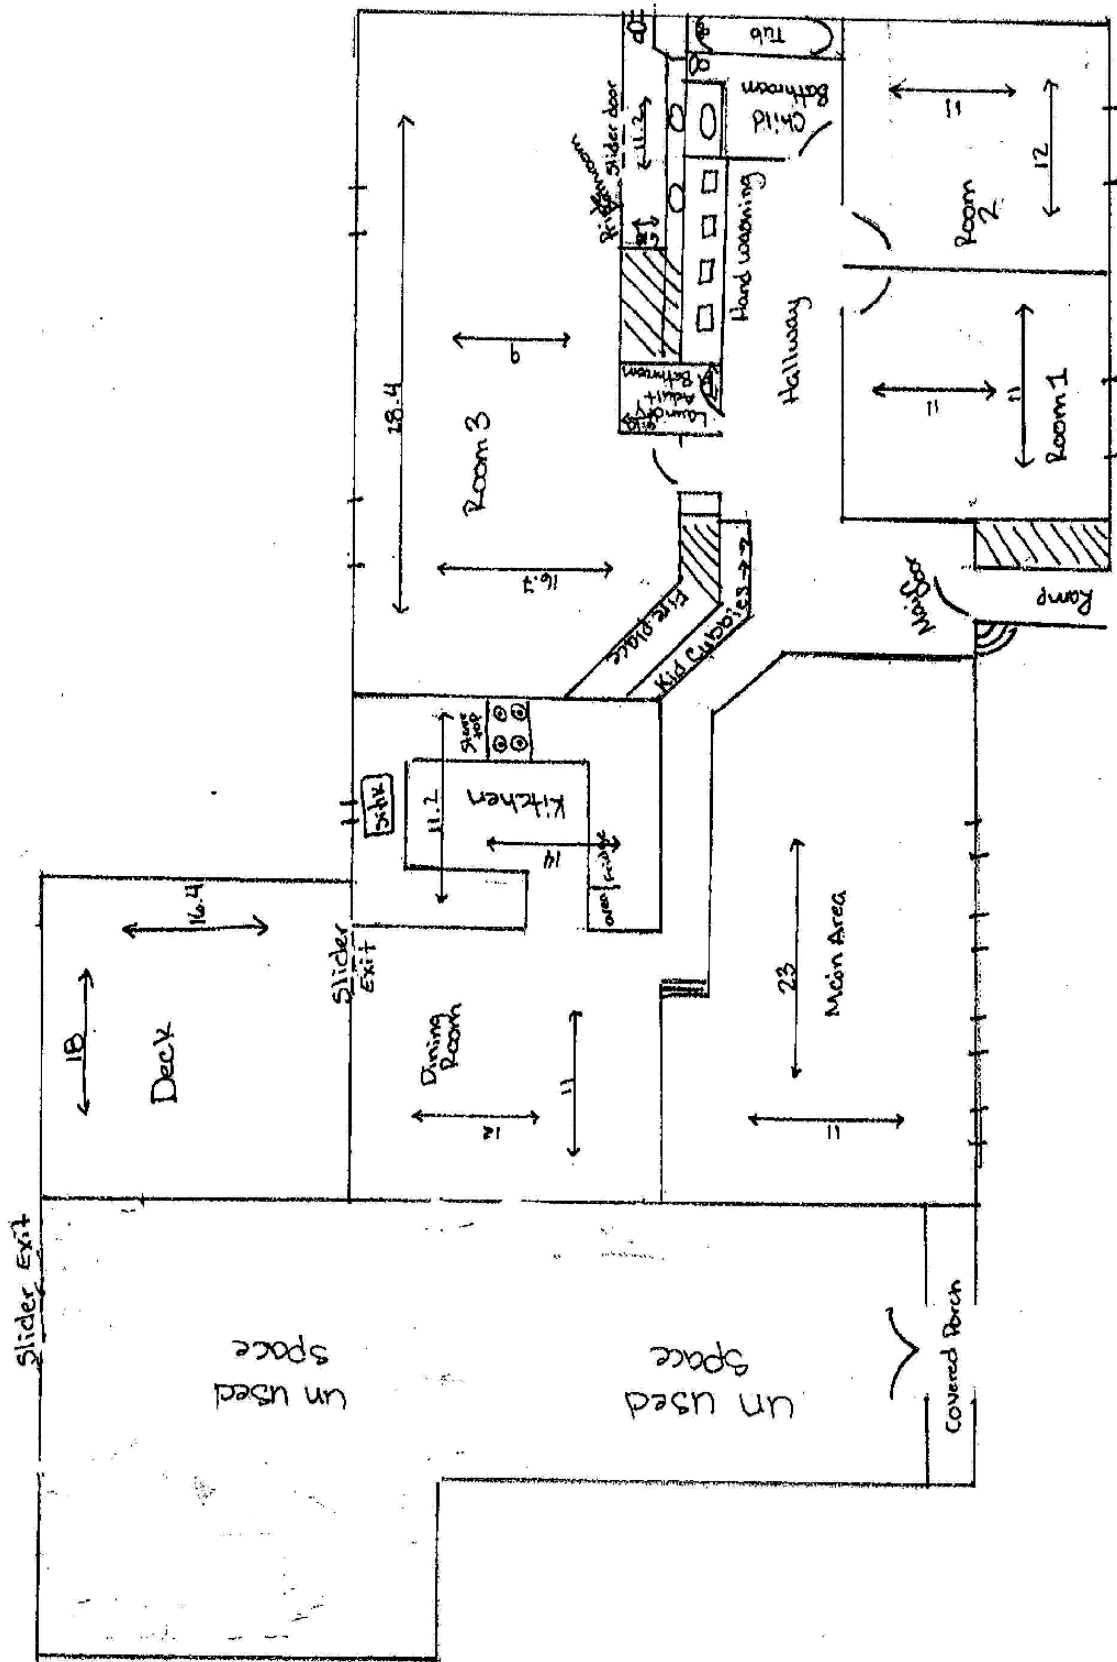 Slider Exit
Un used
Space
Un used
Space
Covered Porch
18
Deck
16.4
Slider
Exit
Dining
Room
12
11
23
Main Area
11
Sink
Stove
top
11.2
Kitchen
14
area
Fridge
28.4
Room 3
9
16.7
Fire place
Kid Cubbies
Slider door
11.2
Laundry
Adult
Bathroom
Hand washing
Child
Bathroom
Tub
Hallway
Room
2
11
12
Room 1
11
11
Main Door
Ramp